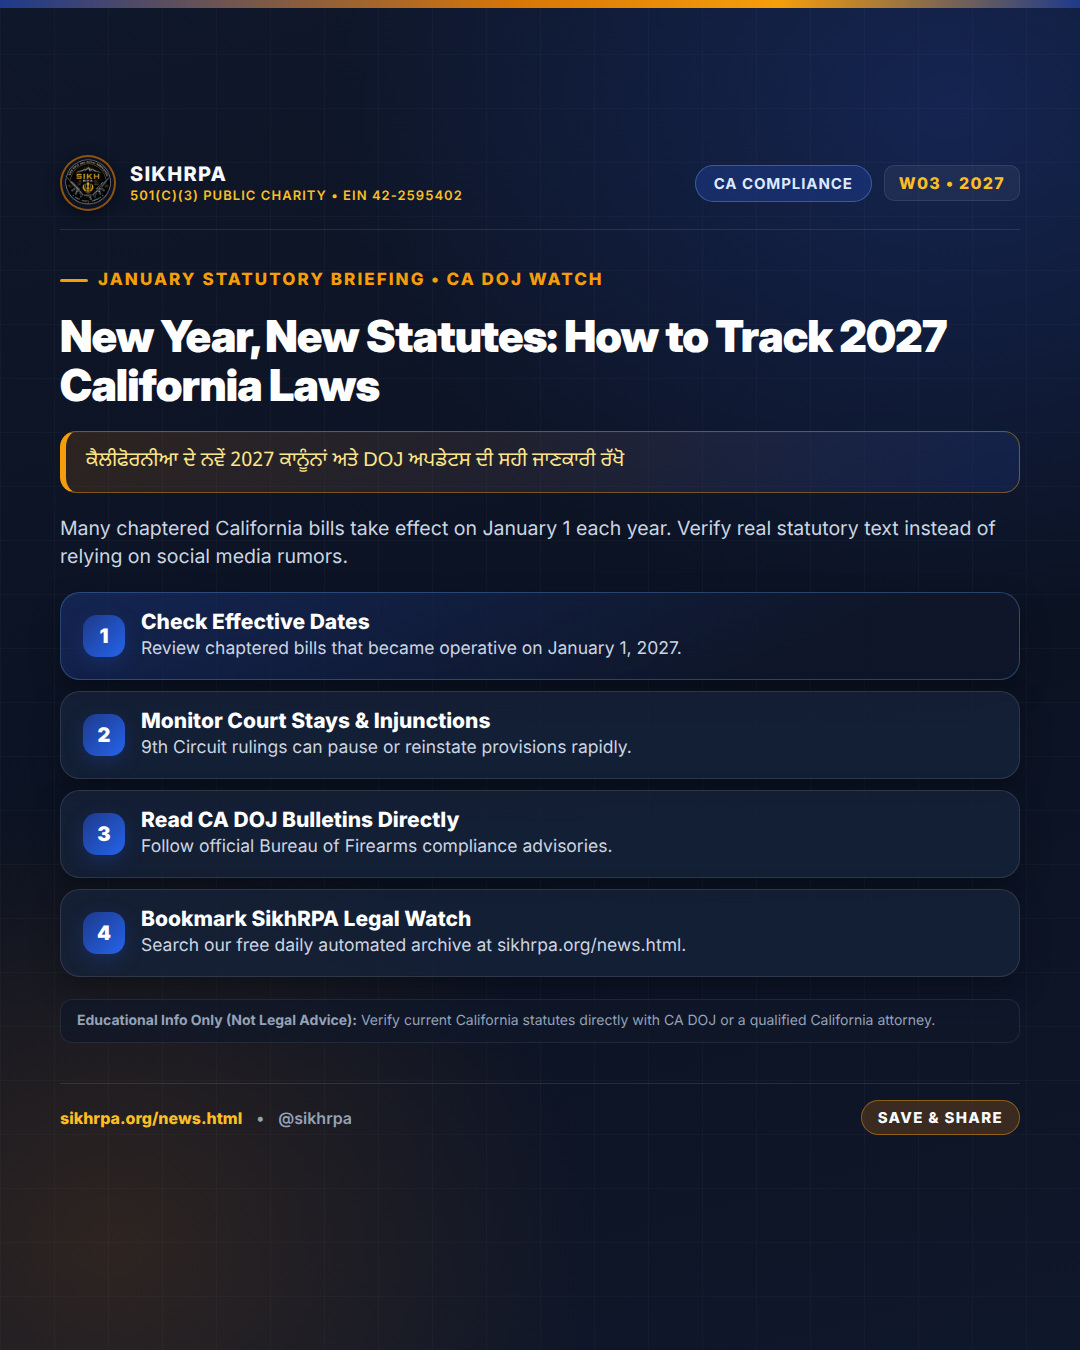 SIKH
SIKHRPA
501(C)(3) PUBLIC CHARITY • EIN 42-2595402
CA COMPLIANCE
W03 • 2027
JANUARY STATUTORY BRIEFING • CA DOJ WATCH
New Year, New Statutes: How to Track 2027
California Laws
ਕੈਲੀਫੋਰਨੀਆ ਦੇ ਨਵੇਂ 2027 ਕਾਨੂੰਨਾਂ ਅਤੇ DOJ ਅਪਡੇਟਸ ਦੀ ਸਹੀ ਜਾਣਕਾਰੀ ਰੱਖੋ
Many chaptered California bills take effect on January 1 each year. Verify real statutory text instead of
relying on social media rumors.
1
Check Effective Dates
Review chaptered bills that became operative on January 1, 2027.
2
Monitor Court Stays & Injunctions
9th Circuit rulings can pause or reinstate provisions rapidly.
3
Read CA DOJ Bulletins Directly
Follow official Bureau of Firearms compliance advisories.
4
Bookmark SikhRPA Legal Watch
Search our free daily automated archive at sikhrpa.org/news.html.
Educational Info Only (Not Legal Advice): Verify current California statutes directly with CA DOJ or a qualified California attorney.
sikhrpa.org/news.html • @sikhrpa
SAVE & SHARE